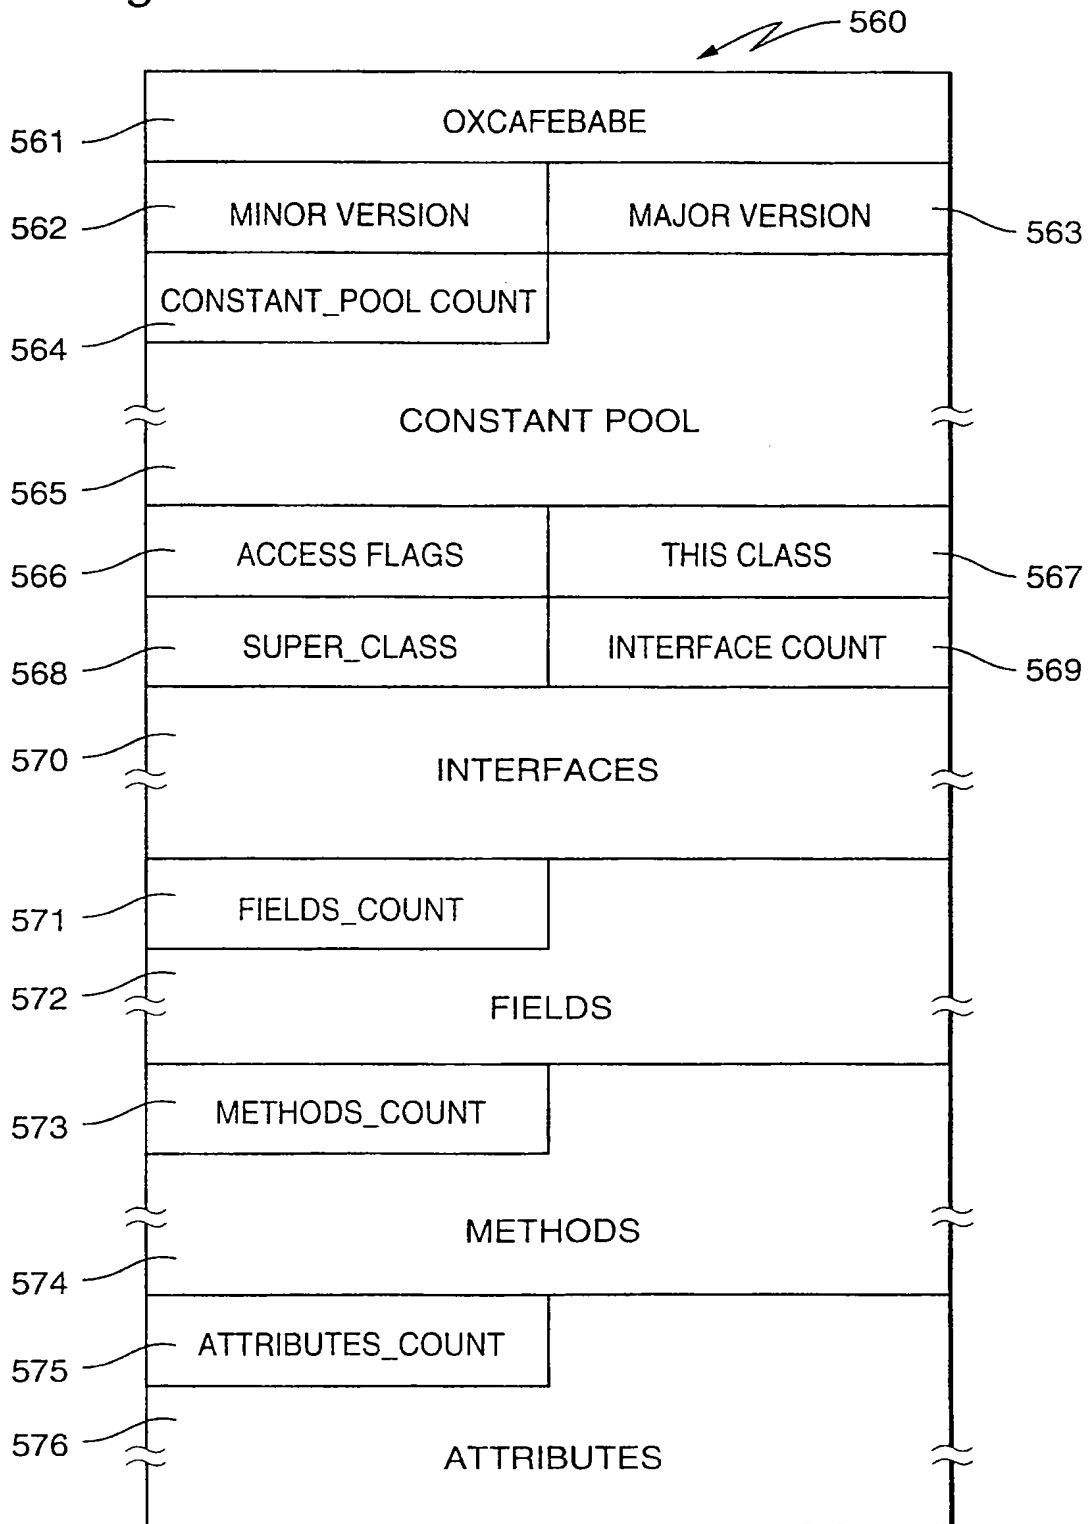 560
OXCAFEBABE
561
MINOR VERSION MAJOR VERSION
562 563
CONSTANT_POOL COUNT
564
CONSTANT POOL
565
ACCESS FLAGS THIS CLASS
566 567
SUPER_CLASS INTERFACE COUNT
568 569
570
INTERFACES
FIELDS_COUNT
571
572
FIELDS
METHODS_COUNT
573
METHODS
574
ATTRIBUTES_COUNT
575
576
ATTRIBUTES